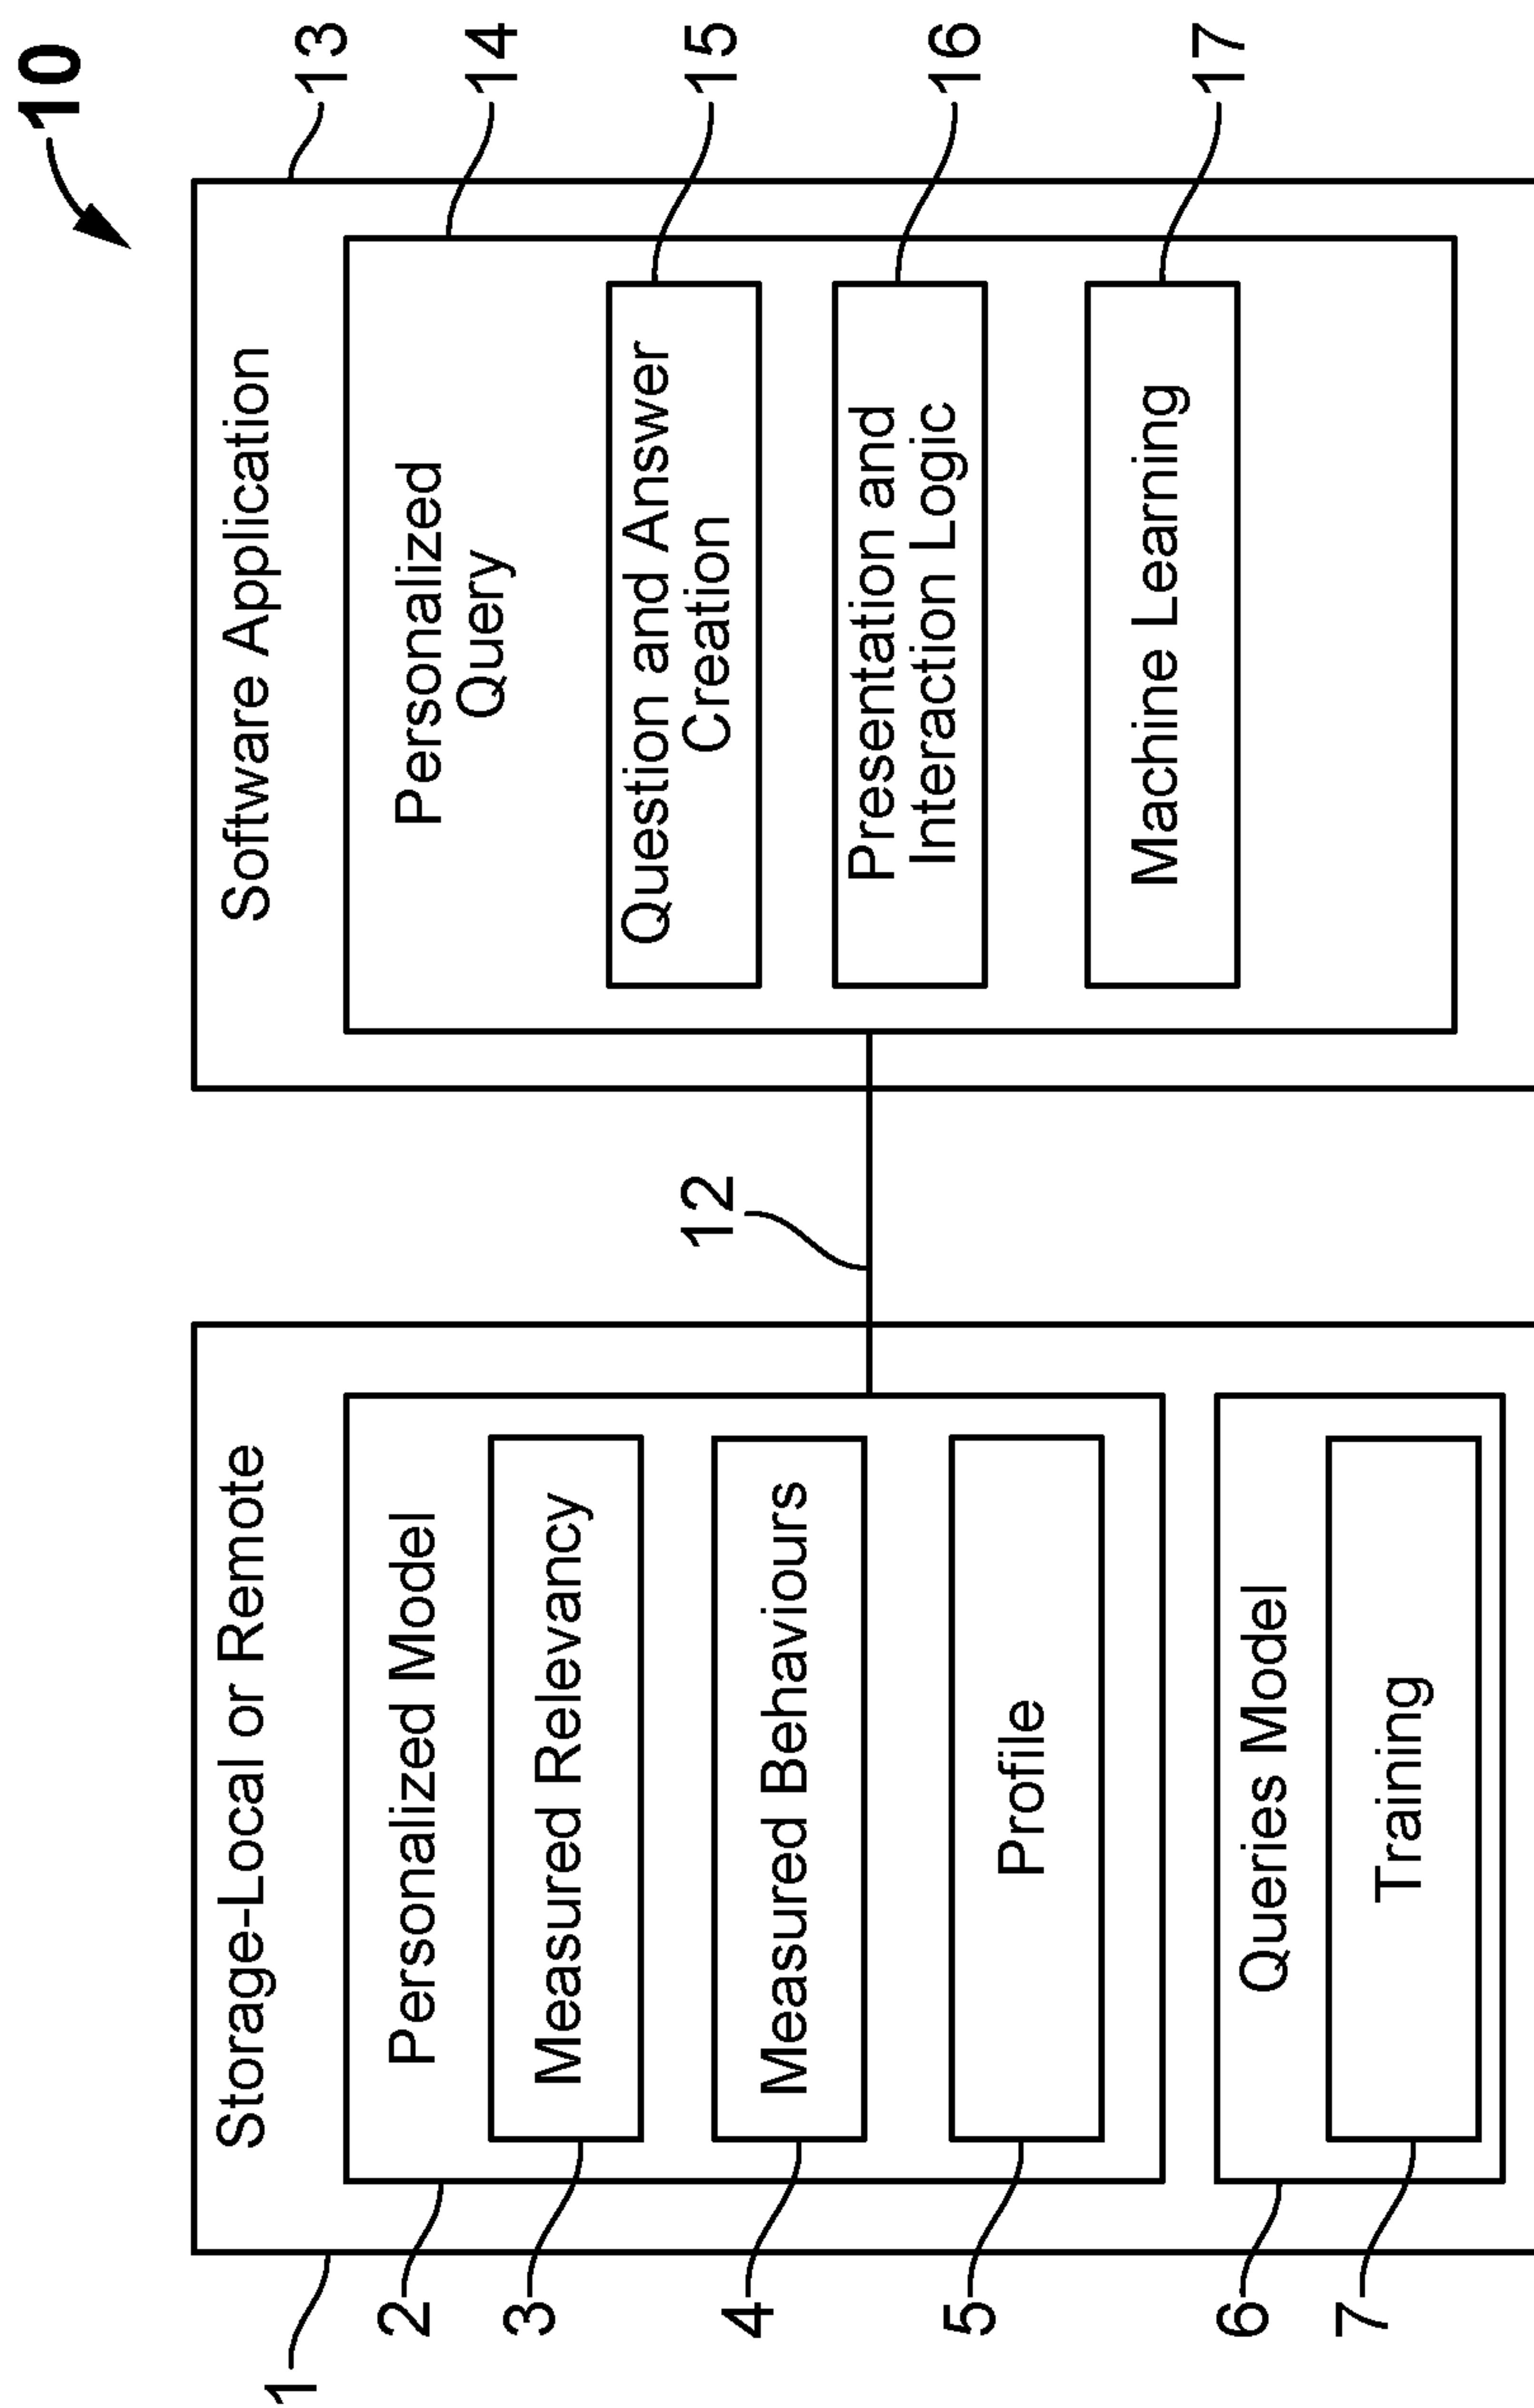 10
Storage-Local or Remote
1
Personalized Model
2
Measured Relevancy
3
Measured Behaviours
4
Profile
5
Queries Model
6
Training
7
12
Software Application
13
Personalized
Query
14
Question and Answer
Creation
15
Presentation and
Interaction Logic
16
Machine Learning
17